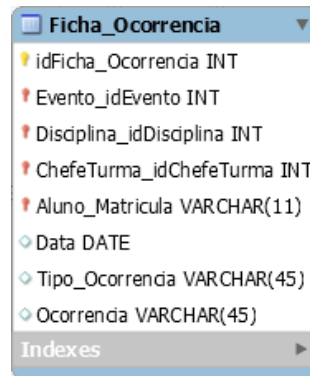 Ficha_Ocorrencia
idFicha_Ocorrencia INT
Evento_idEvento INT
Disciplina_idDisciplina INT
ChefeTurma_idChefeTurma INT
Aluno_Matricula VARCHAR(11)
Data DATE
Tipo_Ocorrencia VARCHAR(45)
Ocorrencia VARCHAR(45)
Indexes